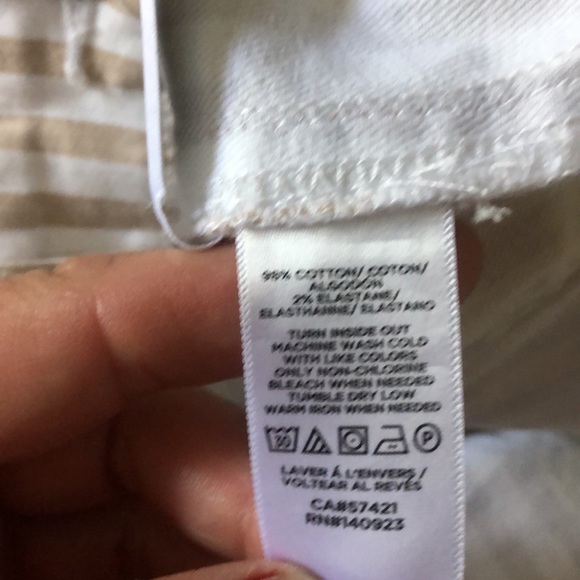 98% COTTON/ COTON/
ALGODÓN
2% ELASTANE/
ELASTHANNE/ ELASTANO
TURN INSIDE OUT
MACHINE WASH COLD
WITH LIKE COLORS
ONLY NON-CHLORINE
BLEACH WHEN NEEDED
TUMBLE DRY LOW
WARM IRON WHEN NEEDED
30 P
LAVER Á L'ENVERS/
VOLTEAR AL REVÉS
CA#57421
RN#140923